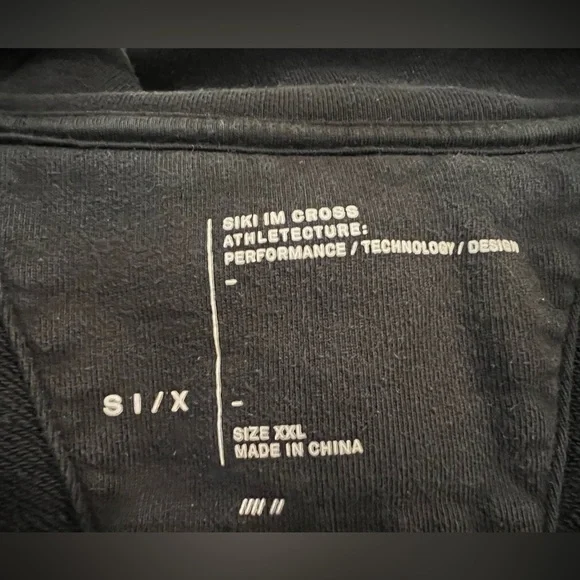 SIKI IM CROSS
ATHLETECTURE:
PERFORMANCE / TECHNOLOGY / DESIGN
-
SI/X
-
SIZE XXL
MADE IN CHINA
//// //